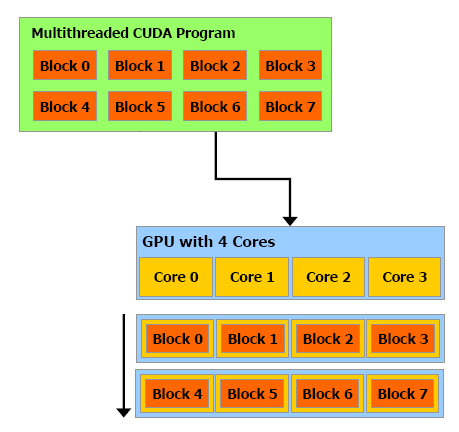 Multithreaded CUDA Program
Block 0 Block 1 Block 2 Block 3
Block 4 Block 5 Block 6 Block 7
GPU with 4 Cores
Core 0 Core 1 Core 2 Core 3
Block 0 Block 1 Block 2 Block 3
Block 4 Block 5 Block 6 Block 7